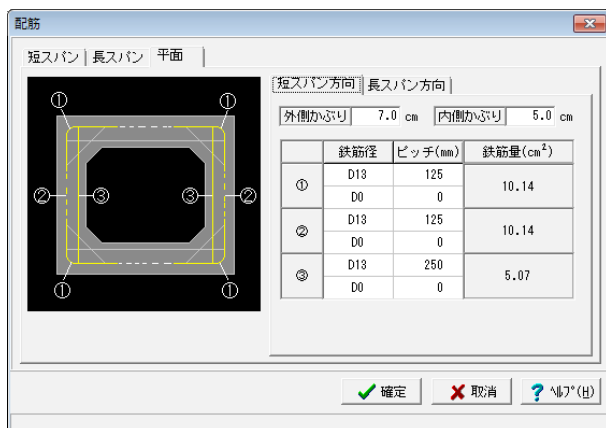 配筋
短スパン 長スパン 平面
短スパン方向 長スパン方向
外側かぶり 7.0 cm 内側かぶり 5.0 cm
鉄筋径 ピッチ(mm) 鉄筋量(cm²)
① D13 125 10.14
D0 0
② D13 125 10.14
D0 0
③ D13 250 5.07
D0 0
① ①
② ③ ③ ②
① ①
確定 取消 ? ﾍﾙﾌﾟ(H)